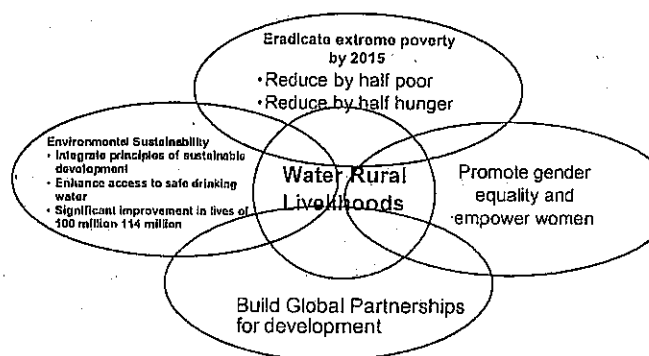 Eradicate extreme poverty
by 2015
• Reduce by half poor
• Reduce by half hunger
Environmental Sustainability
• Integrate principles of sustainable
development
• Enhance access to safe drinking
water
• Significant improvement in lives of
100 million 114 million
Water Rural
Livelihoods
Promote gender
equality and
empower women
Build Global Partnerships
for development